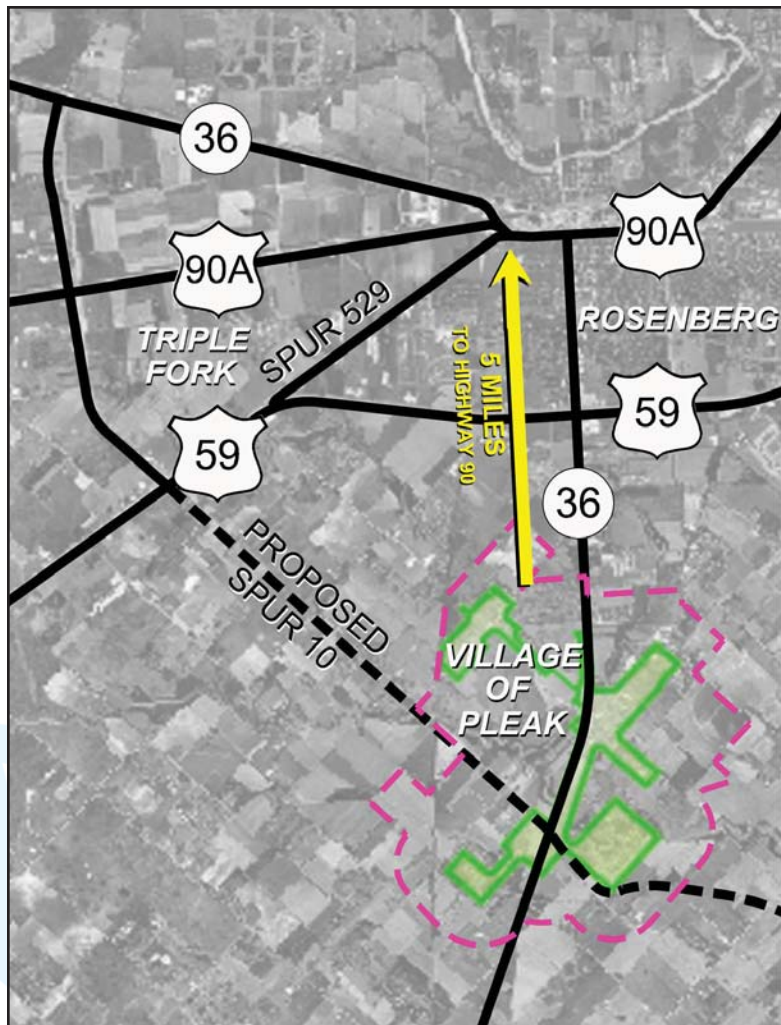 36
90A
90A
ROSENBERG
TRIPLE
FORK
SPUR 529
5 MILES
TO HIGHWAY 90
59
59
36
PROPOSED
SPUR 10
VILLAGE
OF
PLEAK